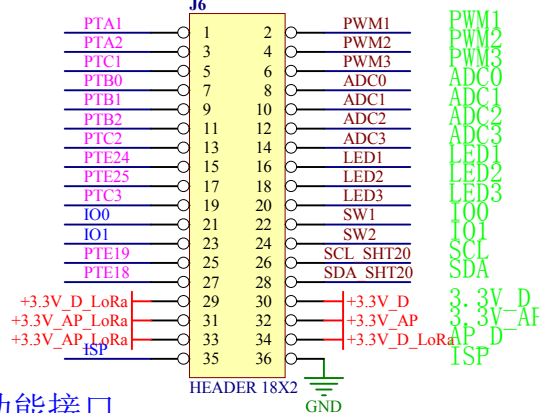 J6
PTA1 1 2 PWM1 PWM1
PTA2 3 4 PWM2 PWM2
PTC1 5 6 PWM3 PWM3
PTB0 7 8 ADC0 ADC0
PTB1 9 10 ADC1 ADC1
PTB2 11 12 ADC2 ADC2
PTC2 13 14 ADC3 ADC3
PTE24 15 16 LED1 LED1
PTE25 17 18 LED2 LED2
PTC3 19 20 LED3 LED3
IO0 21 22 SW1 IO0
IO1 23 24 SW2 IO1
PTE19 25 26 SCL_SHT20 SCL
PTE18 27 28 SDA_SHT20 SDA
+3.3V_D_LoRa 29 30 +3.3V_D 3.3V_D
+3.3V_AP_LoRa 31 32 +3.3V_AP 3.3V_AP
+3.3V_AP_LoRa 33 34 +3.3V_D_LoRa AP_D
ISP 35 36 ISP
HEADER 18X2
GND
功能接口